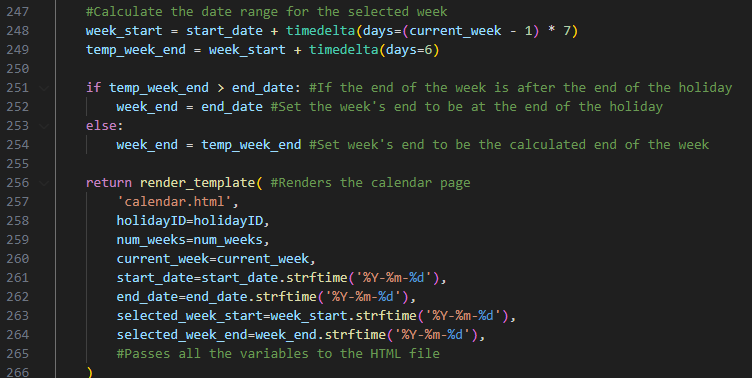 247 #Calculate the date range for the selected week
248 week_start = start_date + timedelta(days=(current_week - 1) * 7)
249 temp_week_end = week_start + timedelta(days=6)
250
251 if temp_week_end > end_date: #If the end of the week is after the end of the holiday
252 week_end = end_date #Set the week's end to be at the end of the holiday
253 else:
254 week_end = temp_week_end #Set week's end to be the calculated end of the week
255
256 return render_template( #Renders the calendar page
257 'calendar.html',
258 holidayID=holidayID,
259 num_weeks=num_weeks,
260 current_week=current_week,
261 start_date=start_date.strftime('%Y-%m-%d'),
262 end_date=end_date.strftime('%Y-%m-%d'),
263 selected_week_start=week_start.strftime('%Y-%m-%d'),
264 selected_week_end=week_end.strftime('%Y-%m-%d'),
265 #Passes all the variables to the HTML file
266 )